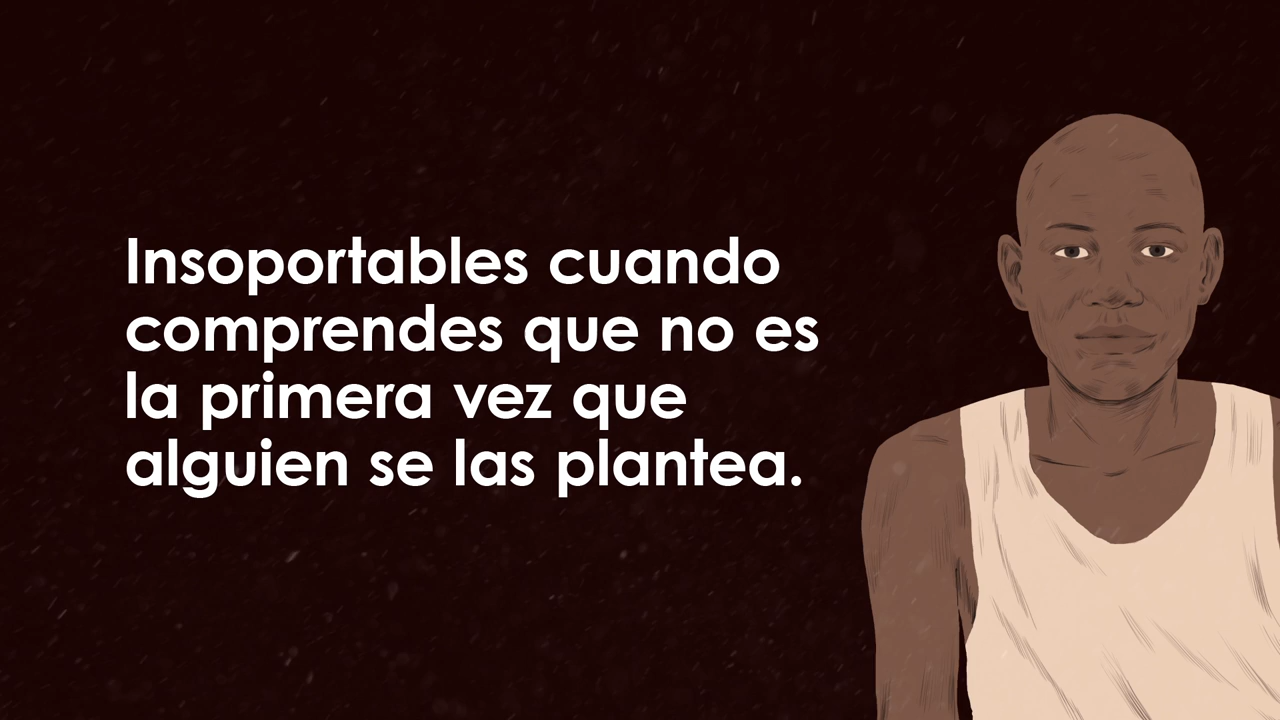 Insoportables cuando
comprendes que no es
la primera vez que
alguien se las plantea.